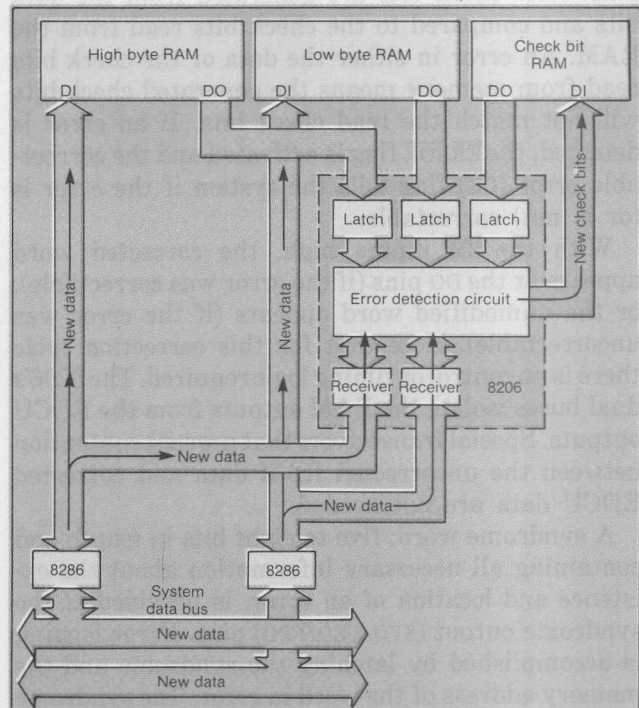 High byte RAM
Low byte RAM
Check bit
RAM
DI
DO
DI
DO
DO
DI
Latch
Latch
Latch
New check bits
New data
New data
Error detection circuit
Receiver
Receiver
8206
New data
New data
8286
8286
System
data bus
New data
New data